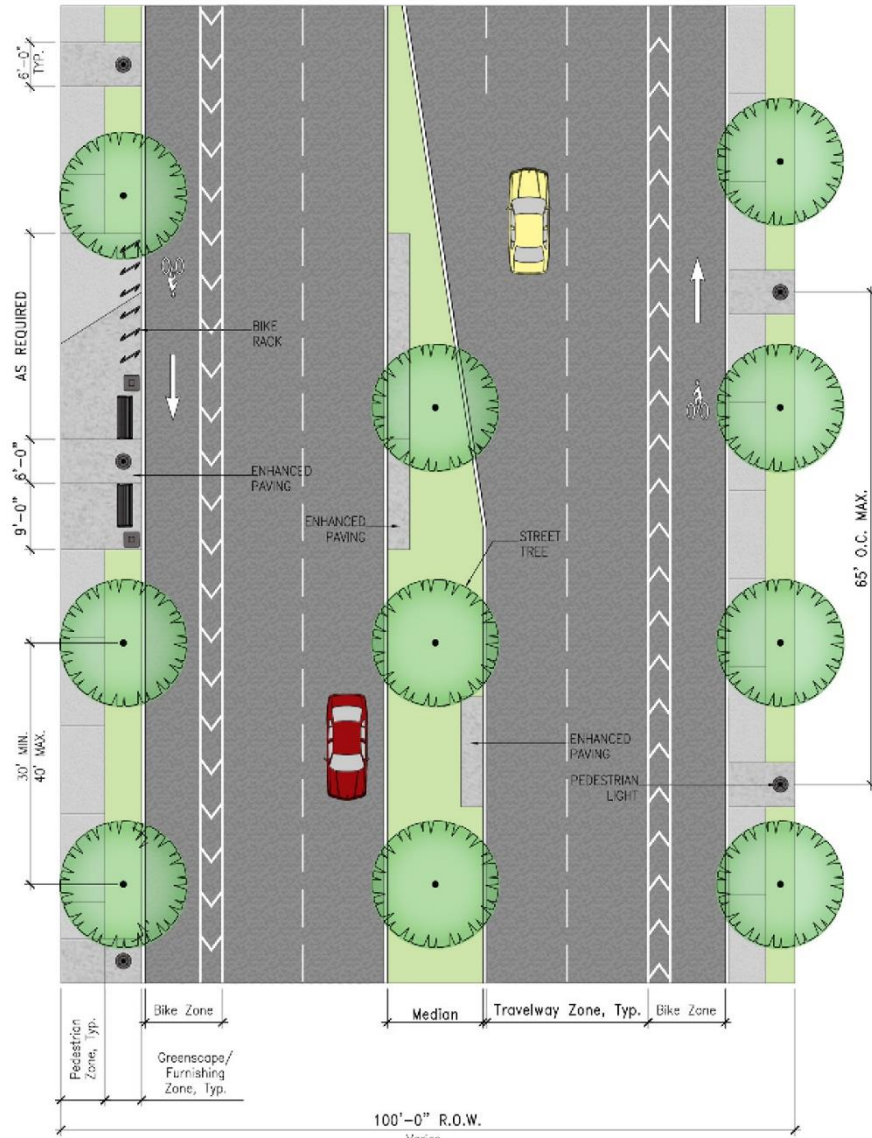 6'-0"
TYP.
AS REQUIRED
6'-0"
9'-0"
30' MIN.
40' MAX.
BIKE
RACK
ENHANCED
PAVING
ENHANCED
PAVING
STREET
TREE
ENHANCED
PAVING
PEDESTRIAN
LIGHT
65' O.C. MAX.
Pedestrian
Zone, Typ.
Bike Zone
Greenscape/
Furnishing
Zone, Typ.
Median
Travelway Zone, Typ.
Bike Zone
100'-0" R.O.W.